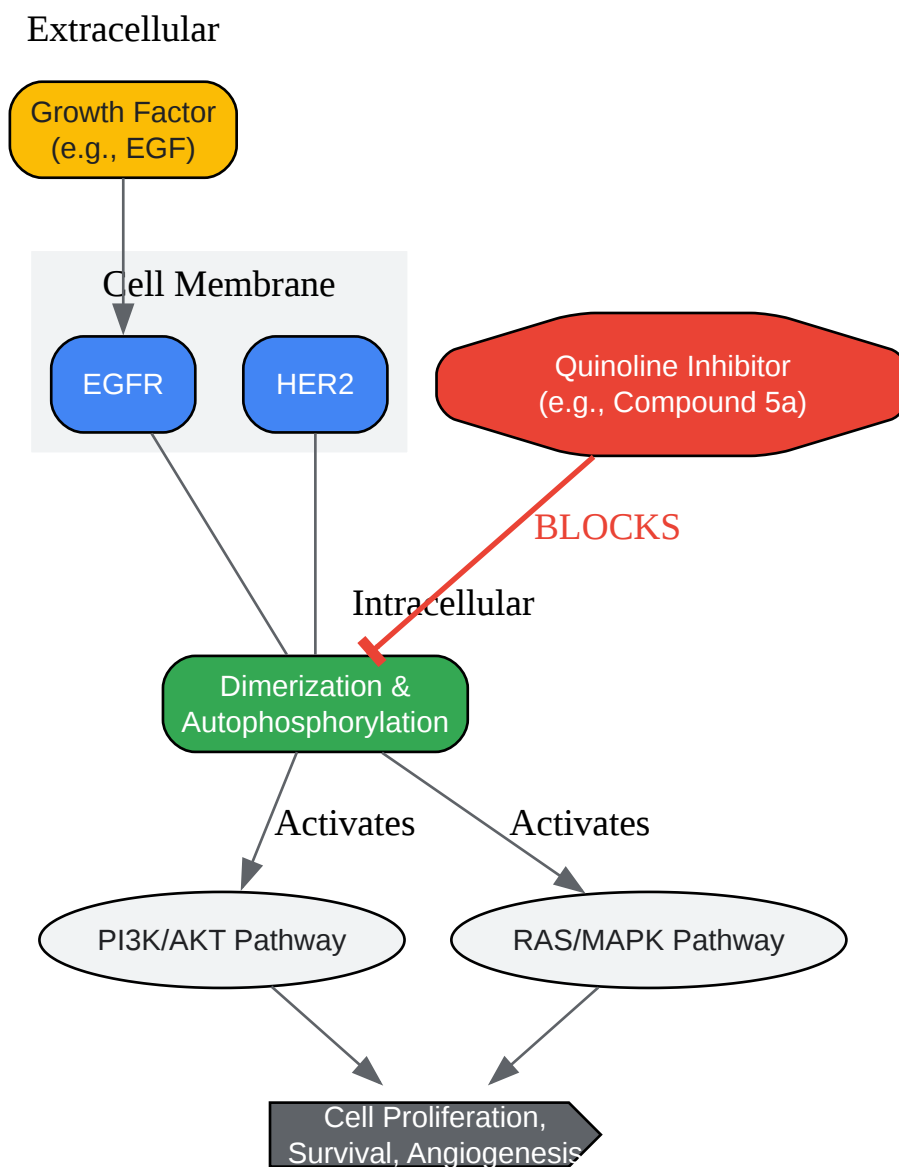 Extracellular
Growth Factor
(e.g., EGF)
Cell Membrane
EGFR
HER2
Quinoline Inhibitor
(e.g., Compound 5a)
BLOCKS
Intracellular
Dimerization &
Autophosphorylation
Activates
Activates
PI3K/AKT Pathway
RAS/MAPK Pathway
Cell Proliferation,
Survival, Angiogenesis